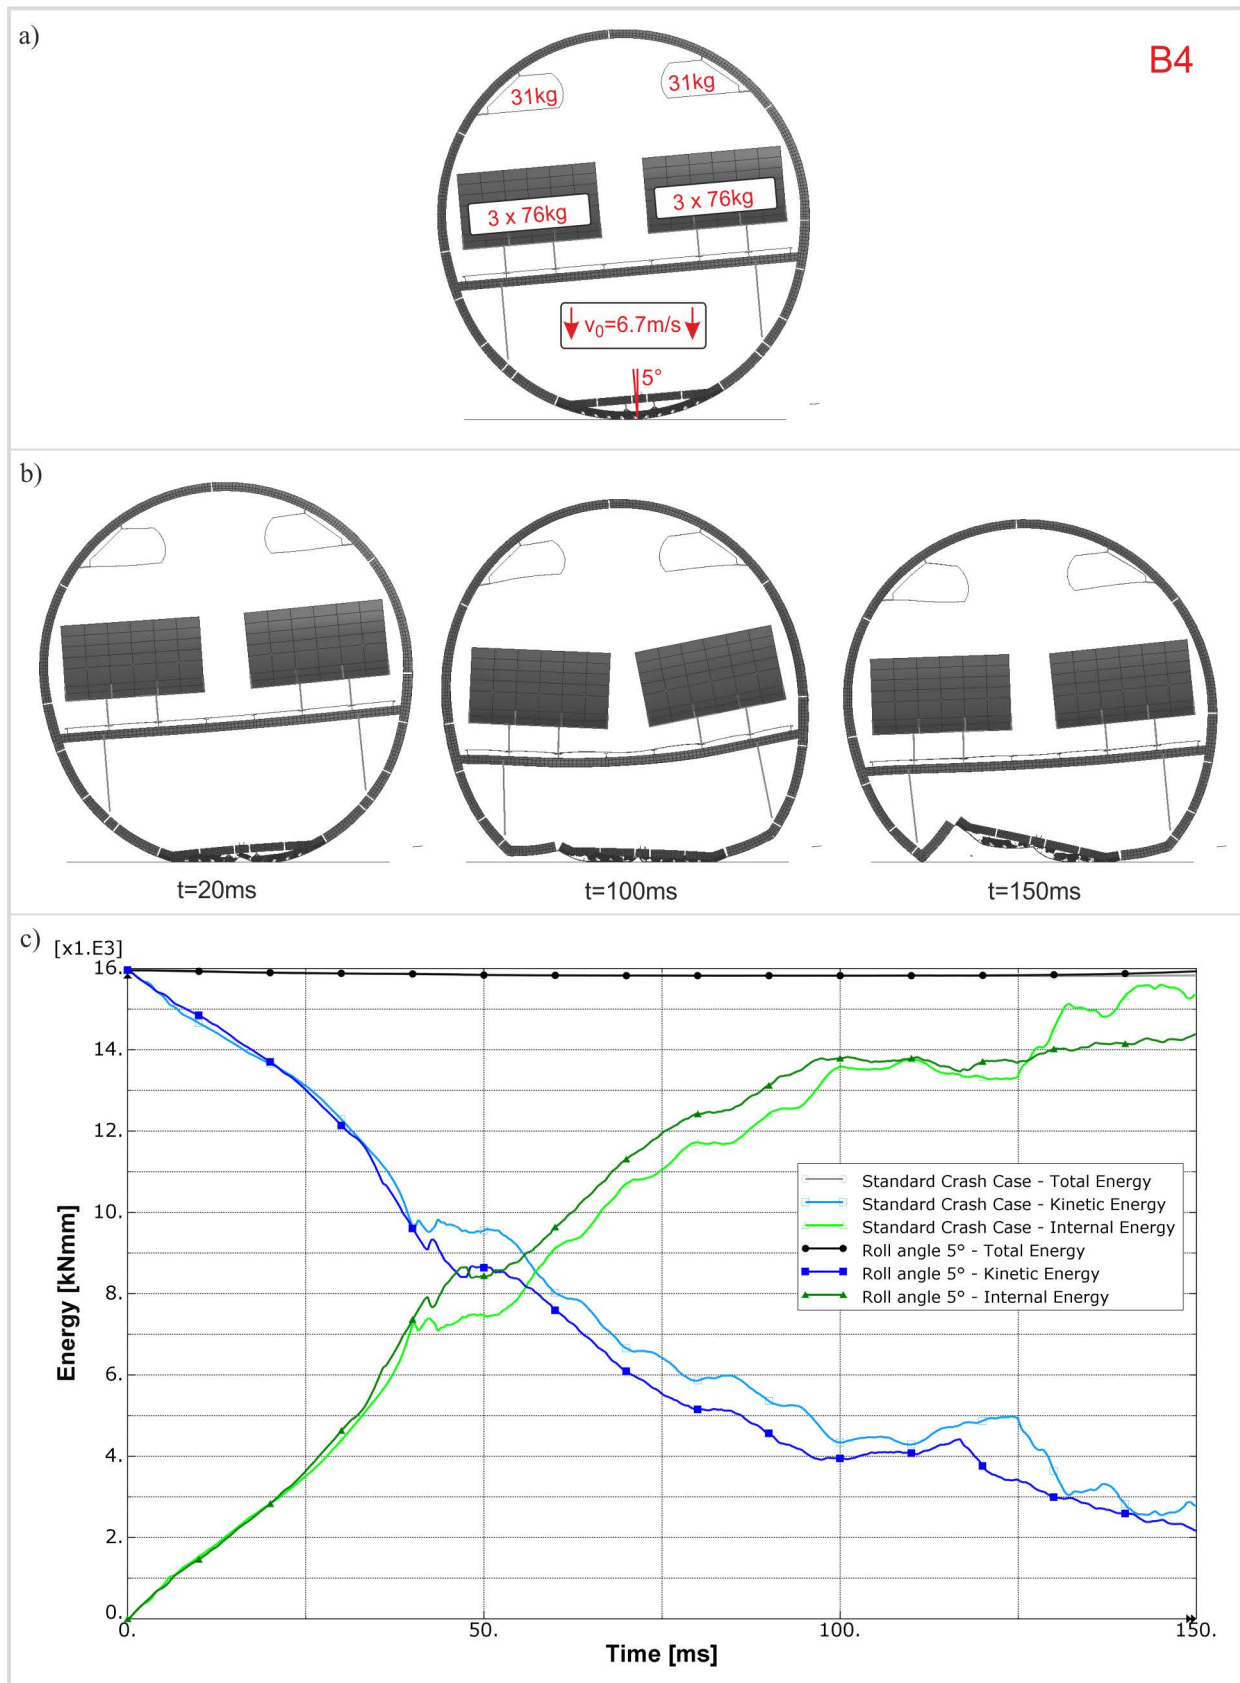 a)
B4
31kg
31kg
3 x 76kg
3 x 76kg
v0=6.7m/s
5°
b)
t=20ms
t=100ms
t=150ms
c)
[x1.E3]
16.
14.
12.
10.
8.
6.
4.
2.
0.
Energy [kNmm]
Standard Crash Case - Total Energy
Standard Crash Case - Kinetic Energy
Standard Crash Case - Internal Energy
Roll angle 5° - Total Energy
Roll angle 5° - Kinetic Energy
Roll angle 5° - Internal Energy
0.
50.
100.
150.
Time [ms]